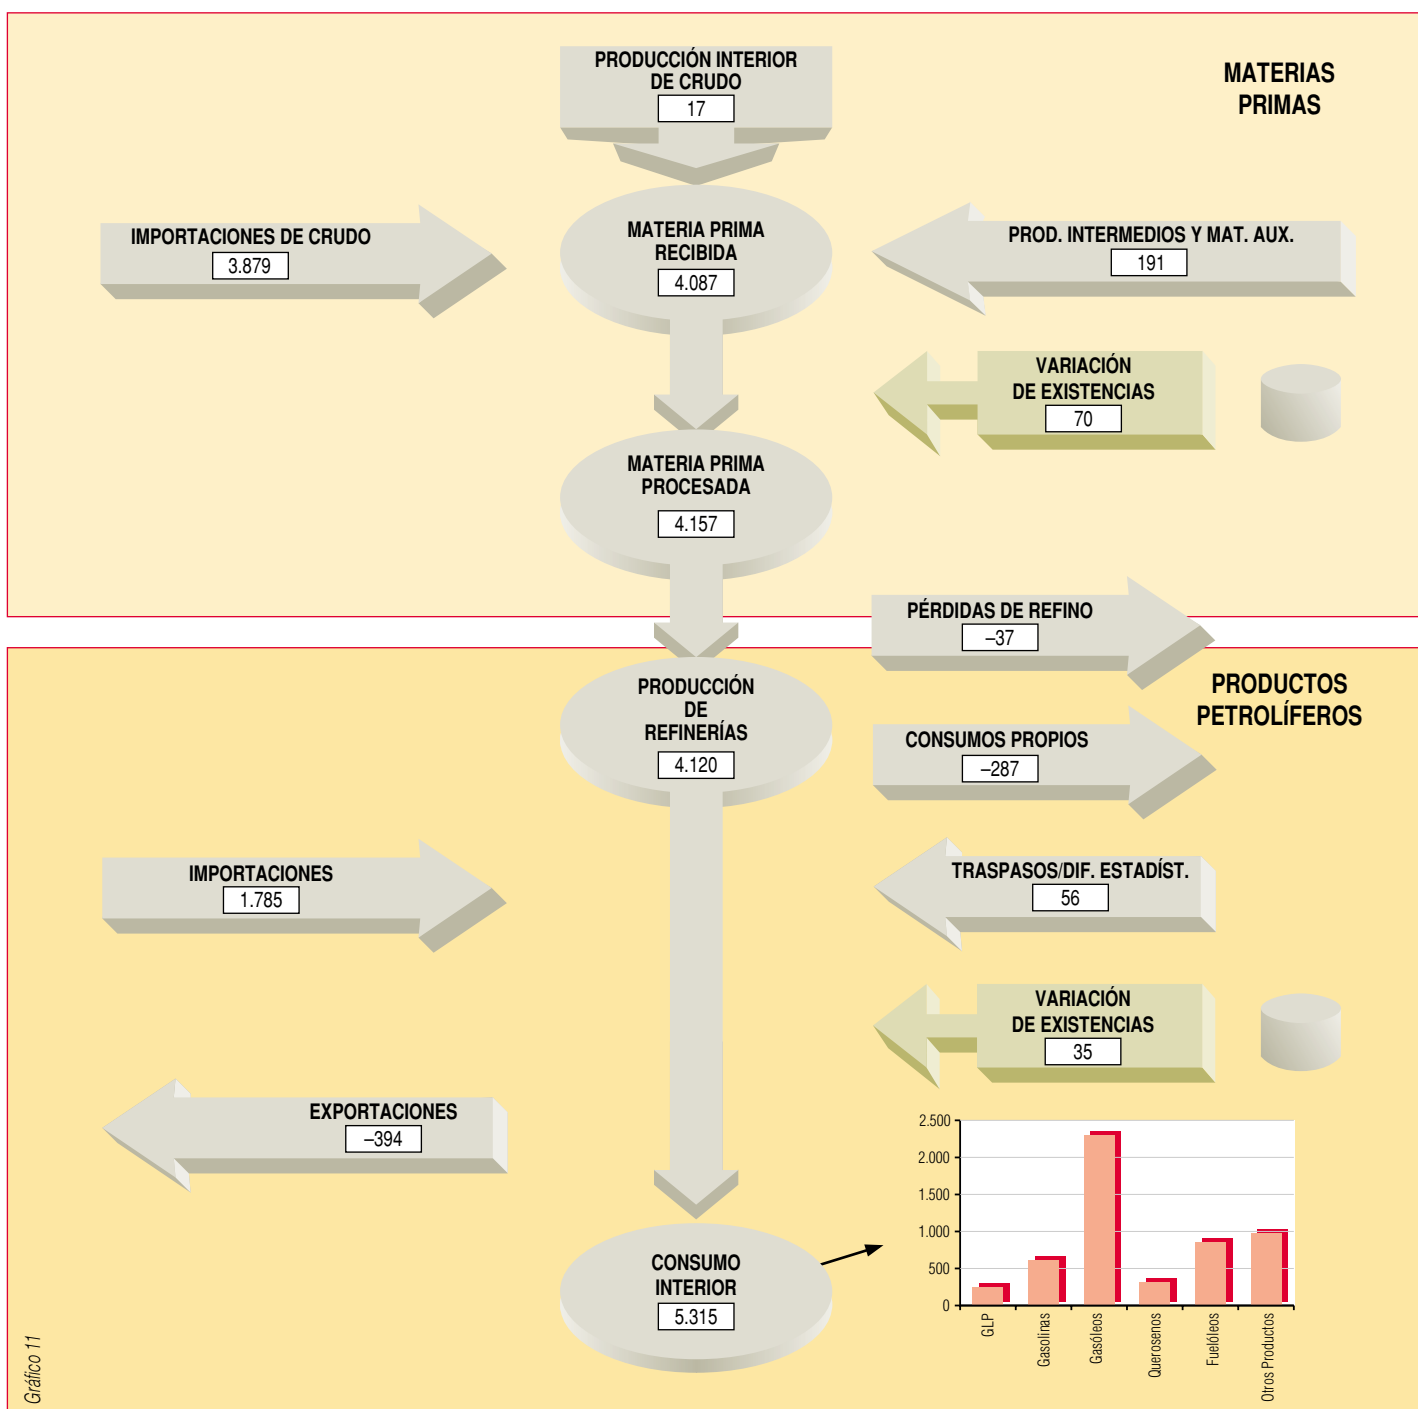 PRODUCCIÓN INTERIOR
DE CRUDO
17
MATERIAS
PRIMAS
IMPORTACIONES DE CRUDO
3.879
MATERIA PRIMA
RECIBIDA
4.087
PROD. INTERMEDIOS Y MAT. AUX.
191
VARIACIÓN
DE EXISTENCIAS
70
MATERIA PRIMA
PROCESADA
4.157
PÉRDIDAS DE REFINO
–37
PRODUCTOS
PETROLÍFEROS
PRODUCCIÓN
DE
REFINERÍAS
4.120
CONSUMOS PROPIOS
–287
IMPORTACIONES
1.785
TRASPASOS/DIF. ESTADÍST.
56
VARIACIÓN
DE EXISTENCIAS
35
EXPORTACIONES
–394
CONSUMO
INTERIOR
5.315
2.500
2.000
1.500
1.000
500
0
GLP
Gasolinas
Gasóleos
Querosenos
Fuelóleos
Otros Productos
Gráfico 11